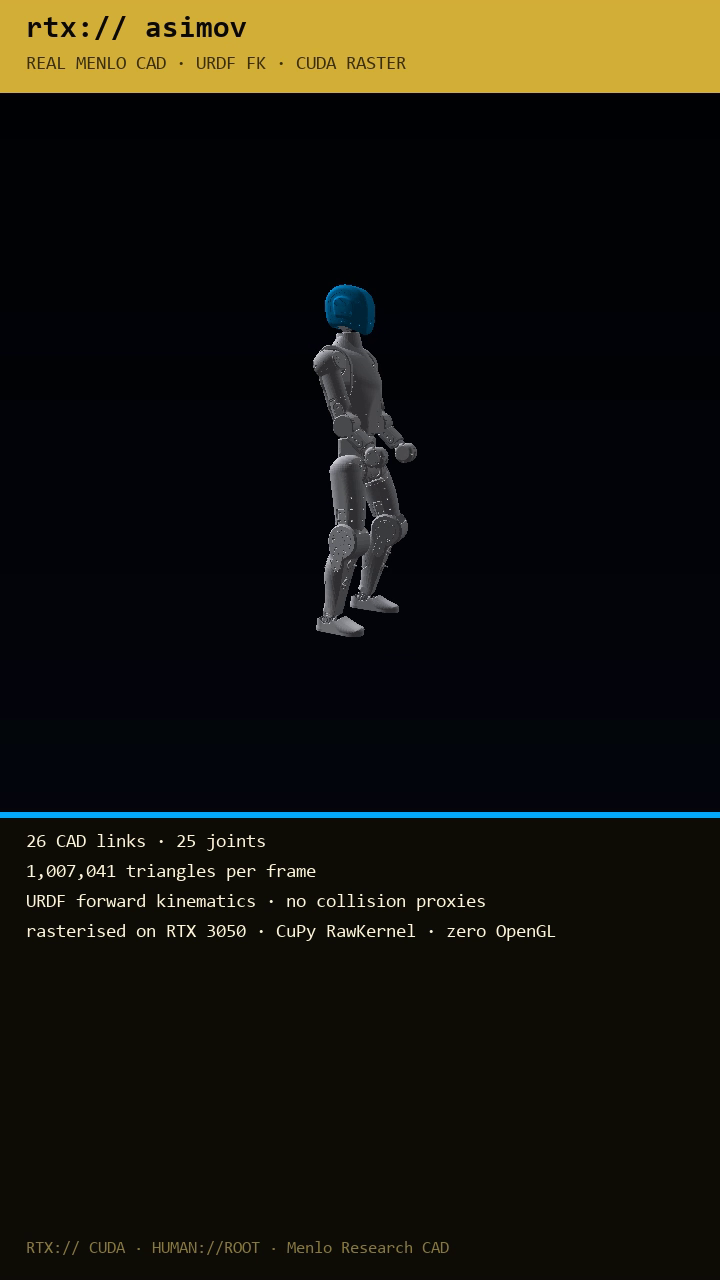 rtx:// asimov
REAL MENLO CAD · URDF FK · CUDA RASTER
26 CAD links · 25 joints
1,007,041 triangles per frame
URDF forward kinematics · no collision proxies
rasterised on RTX 3050 · CuPy RawKernel · zero OpenGL
RTX:// CUDA · HUMAN://ROOT · Menlo Research CAD